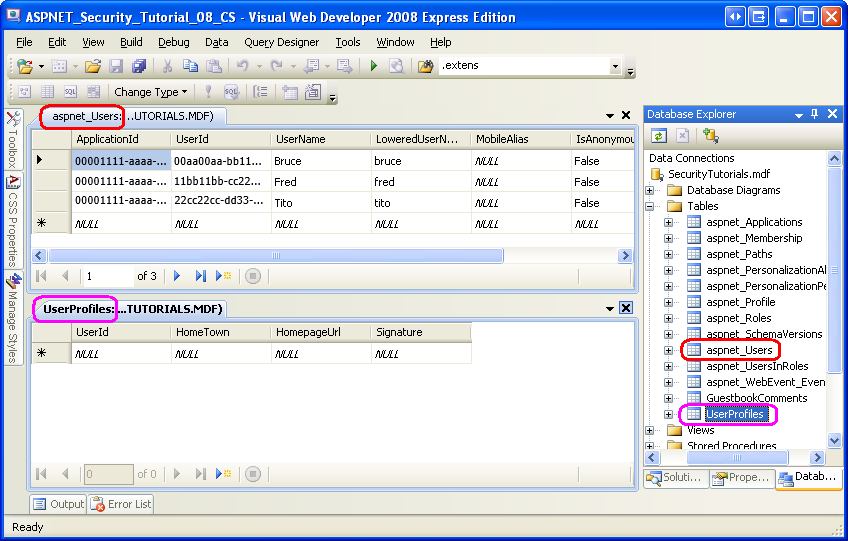 ASPNET_Security_Tutorial_08_CS - Visual Web Developer 2008 Express Edition
File Edit View Build Debug Data Query Designer Tools Window Help
.extens
Change Type
aspnet_Users: ...UTORIALS.MDF)
ApplicationId UserId UserName LoweredUserN... MobileAlias IsAnonymou
00001111-aaaa-... 00aa00aa-bb11... Bruce bruce NULL False
00001111-aaaa-... 11bb11bb-cc22... Fred fred NULL False
00001111-aaaa-... 22cc22cc-dd33-... Tito tito NULL False
NULL NULL NULL NULL NULL NULL
1 of 3
UserProfiles: ...TUTORIALS.MDF)
UserId HomeTown HomepageUrl Signature
NULL NULL NULL NULL
0 of 0
Toolbox
CSS Properties
Manage Styles
Database Explorer
Data Connections
SecurityTutorials.mdf
Database Diagrams
Tables
aspnet_Applications
aspnet_Membership
aspnet_Paths
aspnet_PersonalizationAl
aspnet_PersonalizationPe
aspnet_Profile
aspnet_Roles
aspnet_SchemaVersions
aspnet_Users
aspnet_UsersInRoles
aspnet_WebEvent_Even
GuestbookComments
UserProfiles
Views
Stored Procedures
Soluti... Prope... Datab...
Output Error List
Ready